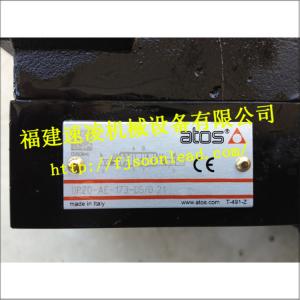 atos®
福建速凌机械设备有限公司
http://fjsoonlead.com
CE
DPZO-AE-173-D5/D 21
made in Italy
www.atos.com
T-491-Z